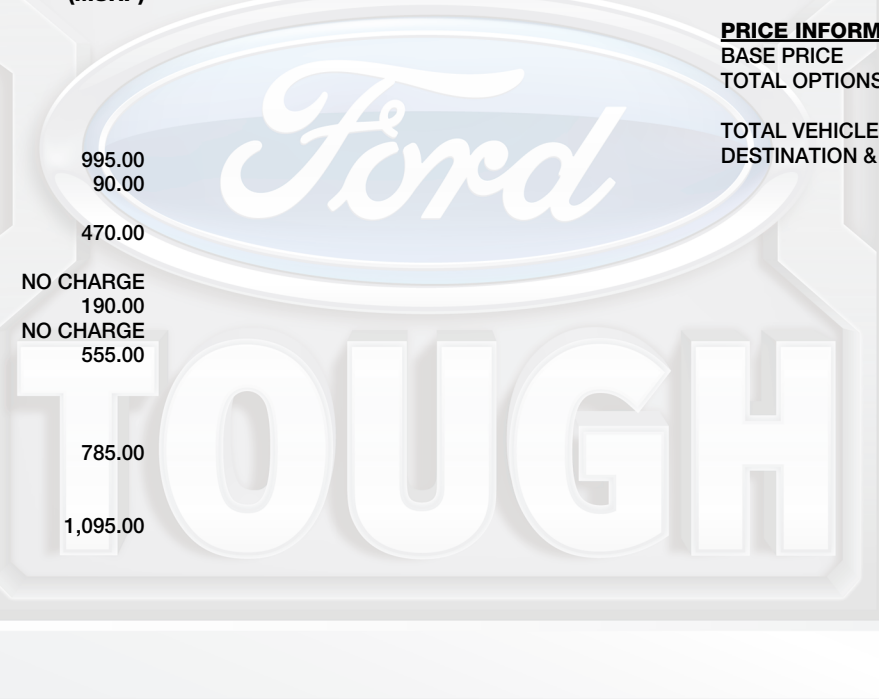 PRICE INFORM
BASE PRICE
TOTAL OPTIONS
TOTAL VEHICLE
DESTINATION &
995.00
90.00
470.00
NO CHARGE
190.00
NO CHARGE
555.00
785.00
1,095.00
Ford
TOUGH